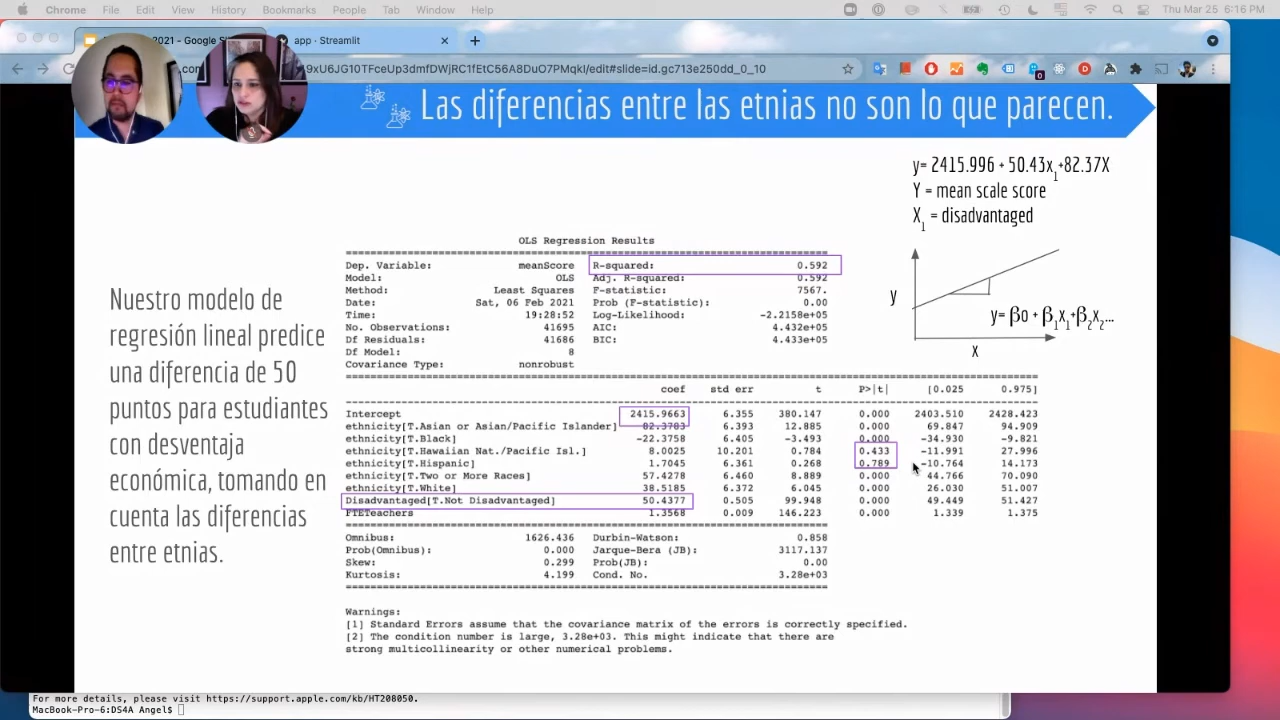 Chrome File Edit View History Bookmarks People Tab Window Help Thu Mar 25 6:16 PM
2021 - Google app · Streamlit
9xU6JG10TFceUp3dmfDWjRC1fEtC56A8DuO7PMqkI/edit#slide=id.gc713e250dd_0_10
Las diferencias entre las etnias no son lo que parecen.
y= 2415.996 + 50.43x1+82.37X
Y = mean scale score
X1 = disadvantaged
y
y= βo + β1x1+β2x2...
x
Nuestro modelo de
regresión lineal predice
una diferencia de 50
puntos para estudiantes
con desventaja
económica, tomando en
cuenta las diferencias
entre etnias.
OLS Regression Results
Dep. Variable: meanScore R-squared: 0.592
Model: OLS Adj. R-squared: 0.592
Method: Least Squares F-statistic: 7567.
Date: Sat, 06 Feb 2021 Prob (F-statistic): 0.00
Time: 19:28:52 Log-Likelihood: -2.2158e+05
No. Observations: 41695 AIC: 4.432e+05
Df Residuals: 41686 BIC: 4.433e+05
Df Model: 8
Covariance Type: nonrobust
coef std err t P>|t| [0.025 0.975]
Intercept 2415.9663 6.355 380.147 0.000 2403.510 2428.423
ethnicity[T.Asian or Asian/Pacific Islander] 82.3783 6.393 12.885 0.000 69.847 94.909
ethnicity[T.Black] -22.3758 6.405 -3.493 0.000 -34.930 -9.821
ethnicity[T.Hawaiian Nat./Pacific Isl.] 8.0025 10.201 0.784 0.433 -11.991 27.996
ethnicity[T.Hispanic] 1.7045 6.361 0.268 0.789 -10.764 14.173
ethnicity[T.Two or More Races] 57.4278 6.460 8.889 0.000 44.766 70.090
ethnicity[T.White] 38.5185 6.372 6.045 0.000 26.030 51.007
Disadvantaged[T.Not Disadvantaged] 50.4377 0.505 99.948 0.000 49.449 51.427
FTETeachers 1.3568 0.009 146.223 0.000 1.339 1.375
Omnibus: 1626.436 Durbin-Watson: 0.858
Prob(Omnibus): 0.000 Jarque-Bera (JB): 3117.137
Skew: 0.299 Prob(JB): 0.00
Kurtosis: 4.199 Cond. No. 3.28e+03
Warnings:
[1] Standard Errors assume that the covariance matrix of the errors is correctly specified.
[2] The condition number is large, 3.28e+03. This might indicate that there are
strong multicollinearity or other numerical problems.
For more details, please visit https://support.apple.com/kb/HT208050.
MacBook-Pro-6:DS4A Angel$